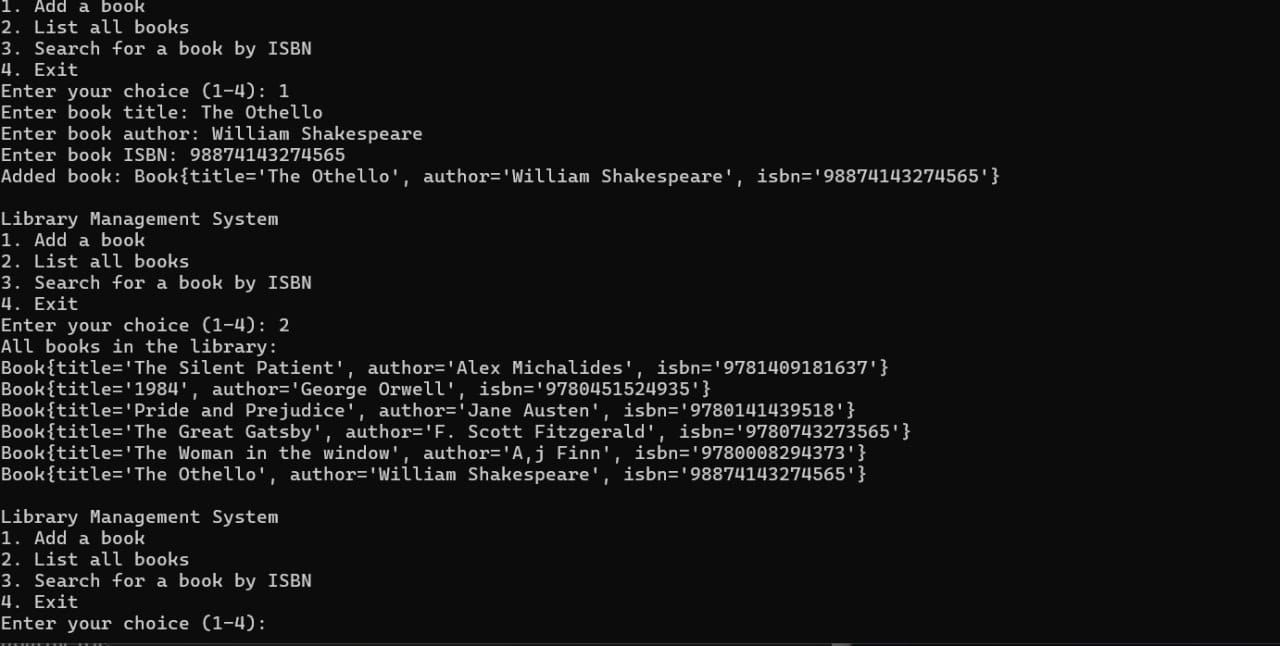 1. Add a book
2. List all books
3. Search for a book by ISBN
4. Exit
Enter your choice (1-4): 1
Enter book title: The Othello
Enter book author: William Shakespeare
Enter book ISBN: 98874143274565
Added book: Book{title='The Othello', author='William Shakespeare', isbn='98874143274565'}
Library Management System
1. Add a book
2. List all books
3. Search for a book by ISBN
4. Exit
Enter your choice (1-4): 2
All books in the library:
Book{title='The Silent Patient', author='Alex Michalides', isbn='9781409181637'}
Book{title='1984', author='George Orwell', isbn='9780451524935'}
Book{title='Pride and Prejudice', author='Jane Austen', isbn='9780141439518'}
Book{title='The Great Gatsby', author='F. Scott Fitzgerald', isbn='9780743273565'}
Book{title='The Woman in the window', author='A,j Finn', isbn='9780008294373'}
Book{title='The Othello', author='William Shakespeare', isbn='98874143274565'}
Library Management System
1. Add a book
2. List all books
3. Search for a book by ISBN
4. Exit
Enter your choice (1-4):